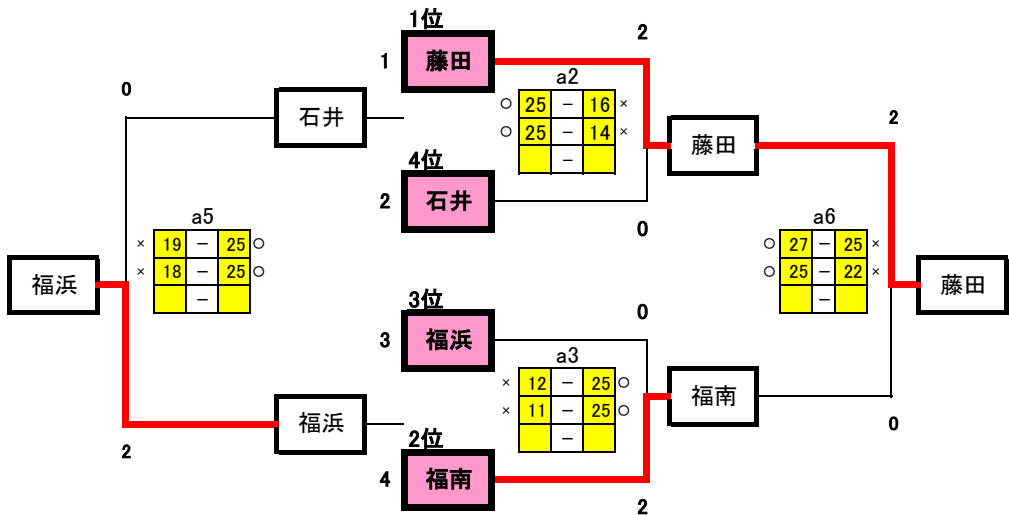 1位
2
1 藤田
a2
0
○ 25 － 16 ×
2
石井
○ 25 － 14 ×
藤田
－
4位
2 石井
a5
0
a6
× 19 － 25 ○
○ 27 － 25 ×
× 18 － 25 ○
○ 25 － 22 ×
福浜
－
－
藤田
3位
0
3 福浜
a3
× 12 － 25 ○
福南
× 11 － 25 ○
福浜
－
0
2位
2
4 福南
2